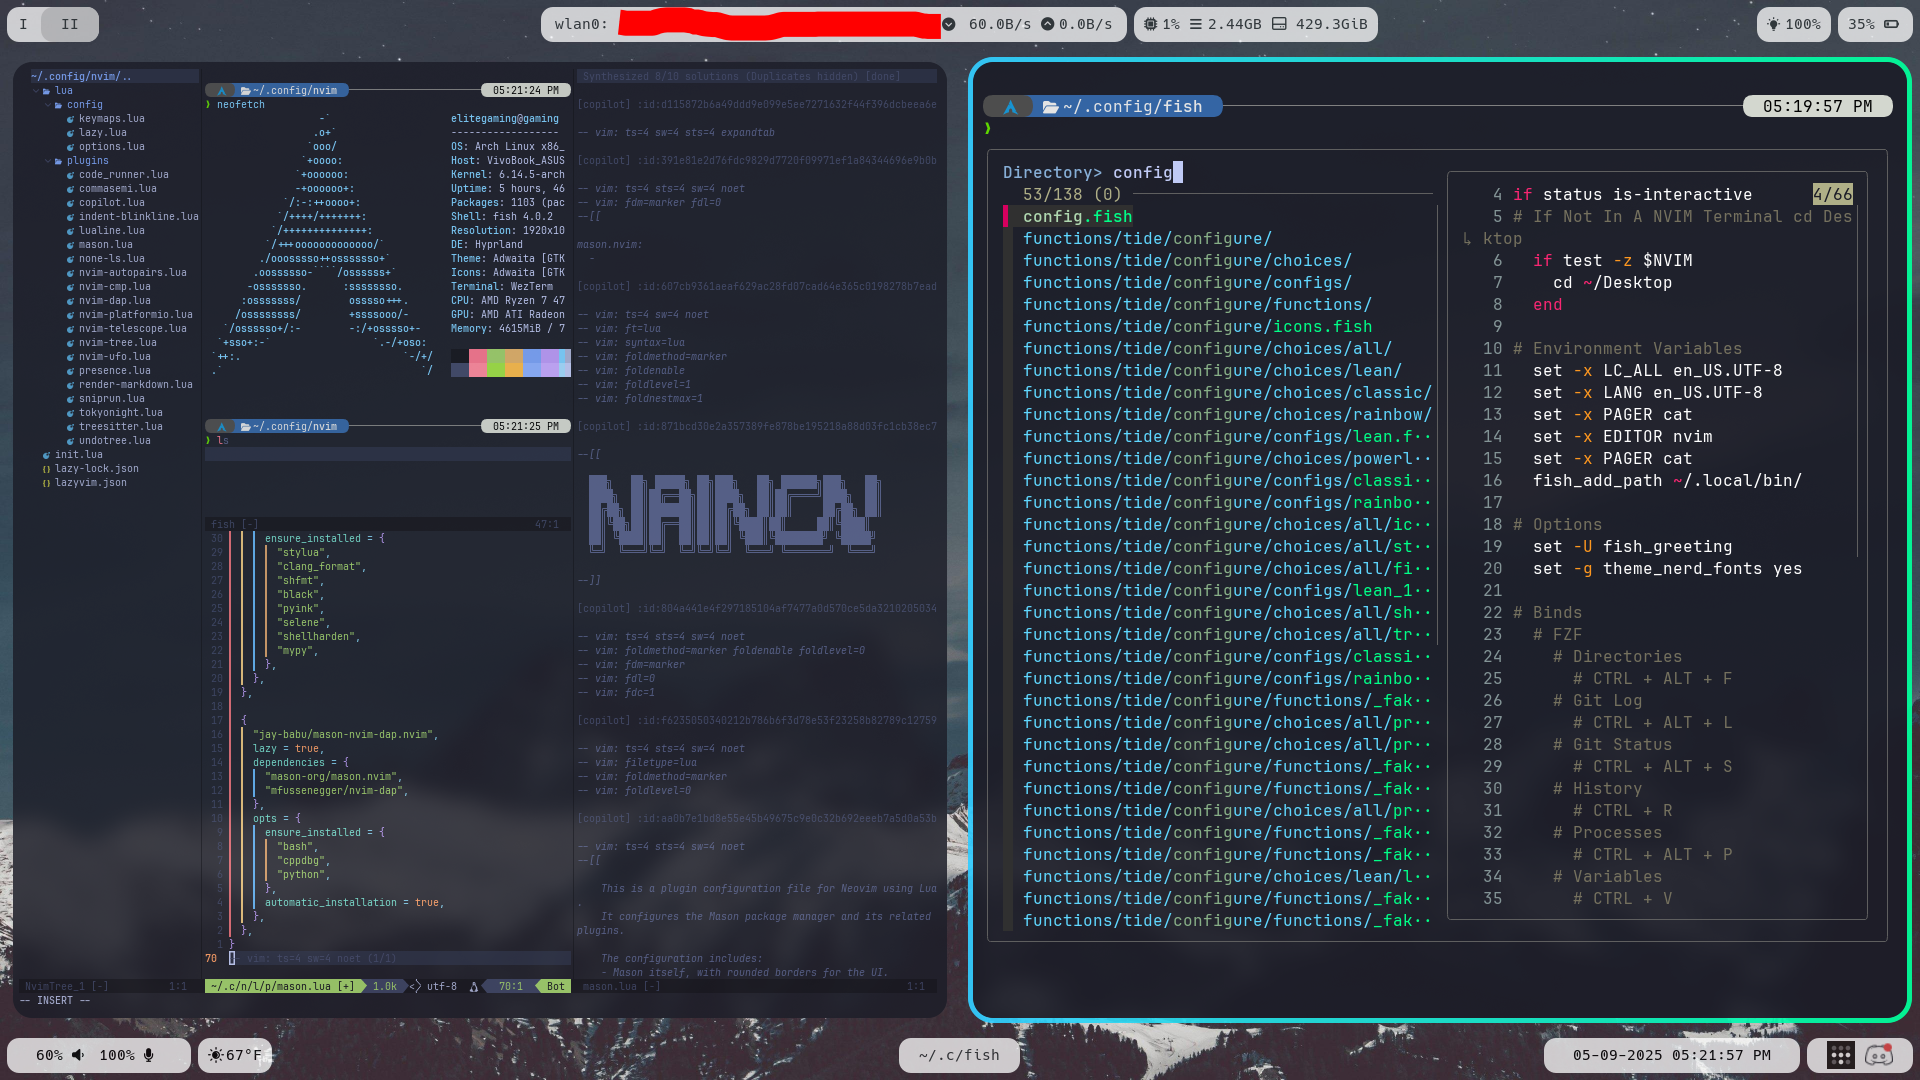 I II
wlan0: 60.0B/s 0.0B/s
1% 2.44GB 429.3GiB
100%
35%
~/.config/nvim/..
lua
config
keymaps.lua
lazy.lua
options.lua
plugins
code_runner.lua
commasemi.lua
copilot.lua
indent-blinkline.lua
lualine.lua
mason.lua
none-ls.lua
nvim-autopairs.lua
nvim-cmp.lua
nvim-dap.lua
nvim-platformio.lua
nvim-telescope.lua
nvim-tree.lua
nvim-ufo.lua
presence.lua
render-markdown.lua
sniprun.lua
tokyonight.lua
treesitter.lua
undotree.lua
init.lua
{} lazy-lock.json
{} lazyvim.json
NvimTree_1 [-] 1:1
-- INSERT --
~/.config/nvim 05:21:24 PM
❱ neofetch
elitegaming@gaming
------------------
OS: Arch Linux x86_
Host: VivoBook_ASUS
Kernel: 6.14.5-arch
Uptime: 5 hours, 46
Packages: 1103 (pac
Shell: fish 4.0.2
Resolution: 1920x10
DE: Hyprland
Theme: Adwaita [GTK
Icons: Adwaita [GTK
Terminal: WezTerm
CPU: AMD Ryzen 7 47
GPU: AMD ATI Radeon
Memory: 4615MiB / 7
~/.config/nvim 05:21:25 PM
❱ ls
fish [-] 47:1
30 ensure_installed = {
29 "stylua",
28 "clang_format",
27 "shfmt",
26 "black",
25 "pyink",
24 "selene",
23 "shellharden",
22 "mypy",
21 },
20 },
19 },
18
17 {
16 "jay-babu/mason-nvim-dap.nvim",
15 lazy = true,
14 dependencies = {
13 "mason-org/mason.nvim",
12 "mfussenegger/nvim-dap",
11 },
10 opts = {
9 ensure_installed = {
8 "bash",
7 "cppdbg",
6 "python",
5 },
4 automatic_installation = true,
3 },
2 },
1 }
70 - vim: ts=4 sw=4 noet (1/1)
~/.c/n/l/p/mason.lua [+] 1.0k utf-8 70:1 Bot
Synthesized 8/10 solutions (Duplicates hidden) [done]
-- vim: ts=4 sw=4 sts=4 expandtab
-- vim: ts=4 sts=4 sw=4 noet
-- vim: fdm=marker fdl=0
--[[
mason.nvim:
-
-- vim: ts=4 sw=4 noet
-- vim: ft=lua
-- vim: syntax=lua
-- vim: foldmethod=marker
-- vim: foldenable
-- vim: foldlevel=1
-- vim: foldnestmax=1
--[[
--]]
-- vim: ts=4 sts=4 sw=4 noet
-- vim: foldmethod=marker foldenable foldlevel=0
-- vim: fdm=marker
-- vim: fdl=0
-- vim: fdc=1
-- vim: ts=4 sts=4 sw=4 noet
-- vim: filetype=lua
-- vim: foldmethod=marker
-- vim: foldlevel=0
-- vim: ts=4 sts=4 sw=4 noet
--[[
This is a plugin configuration file for Neovim using Lua
.
It configures the Mason package manager and its related
plugins.
The configuration includes:
- Mason itself, with rounded borders for the UI.
mason.lua [-] 1:1
~/.config/fish 05:19:57 PM
❱
Directory> config
53/138 (0)
config.fish
functions/tide/configure/
functions/tide/configure/choices/
functions/tide/configure/configs/
functions/tide/configure/functions/
functions/tide/configure/icons.fish
functions/tide/configure/choices/all/
functions/tide/configure/choices/lean/
functions/tide/configure/choices/classic/
functions/tide/configure/choices/rainbow/
functions/tide/configure/configs/lean.f··
functions/tide/configure/choices/powerl··
functions/tide/configure/configs/classi··
functions/tide/configure/configs/rainbo··
functions/tide/configure/choices/all/ic··
functions/tide/configure/choices/all/st··
functions/tide/configure/choices/all/fi··
functions/tide/configure/configs/lean_1··
functions/tide/configure/choices/all/sh··
functions/tide/configure/choices/all/tr··
functions/tide/configure/configs/classi··
functions/tide/configure/configs/rainbo··
functions/tide/configure/functions/_fak··
functions/tide/configure/choices/all/pr··
functions/tide/configure/choices/all/pr··
functions/tide/configure/functions/_fak··
functions/tide/configure/functions/_fak··
functions/tide/configure/choices/all/pr··
functions/tide/configure/functions/_fak··
functions/tide/configure/functions/_fak··
functions/tide/configure/choices/lean/l··
functions/tide/configure/functions/_fak··
functions/tide/configure/functions/_fak··
4 if status is-interactive 4/66
5 # If Not In A NVIM Terminal cd Des
↳ ktop
6 if test -z $NVIM
7 cd ~/Desktop
8 end
9
10 # Environment Variables
11 set -x LC_ALL en_US.UTF-8
12 set -x LANG en_US.UTF-8
13 set -x PAGER cat
14 set -x EDITOR nvim
15 set -x PAGER cat
16 fish_add_path ~/.local/bin/
17
18 # Options
19 set -U fish_greeting
20 set -g theme_nerd_fonts yes
21
22 # Binds
23 # FZF
24 # Directories
25 # CTRL + ALT + F
26 # Git Log
27 # CTRL + ALT + L
28 # Git Status
29 # CTRL + ALT + S
30 # History
31 # CTRL + R
32 # Processes
33 # CTRL + ALT + P
34 # Variables
35 # CTRL + V
60% 100%
67°F
~/.c/fish
05-09-2025 05:21:57 PM